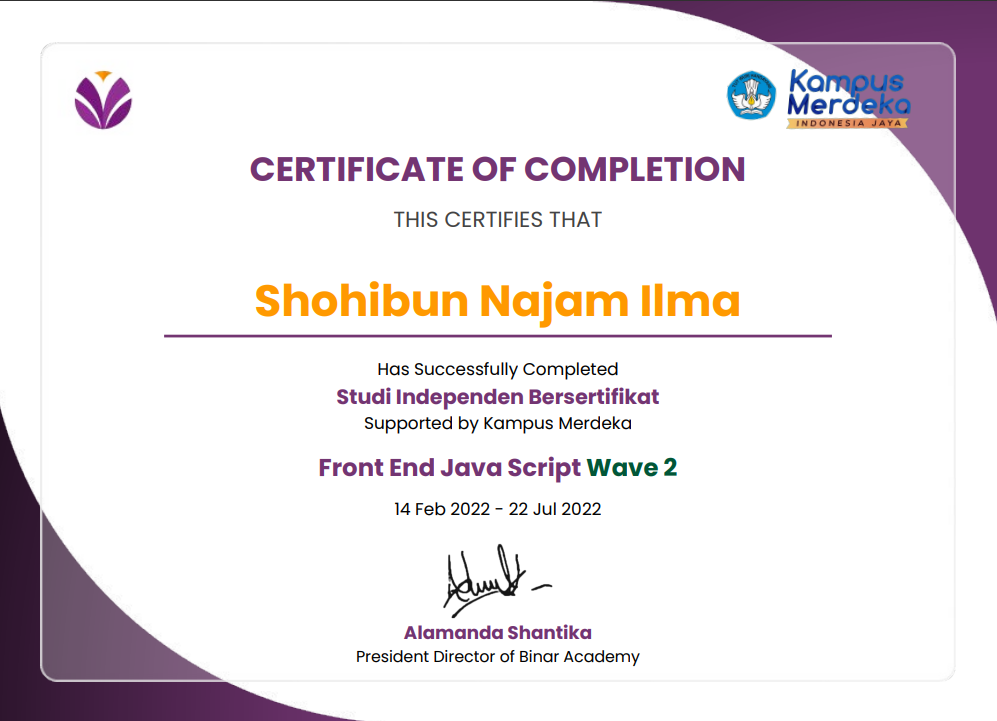 Kampus
Merdeka
INDONESIA JAYA
CERTIFICATE OF COMPLETION
THIS CERTIFIES THAT
Shohibun Najam Ilma
Has Successfully Completed
Studi Independen Bersertifikat
Supported by Kampus Merdeka
Front End Java Script Wave 2
14 Feb 2022 - 22 Jul 2022
Alamanda Shantika
President Director of Binar Academy